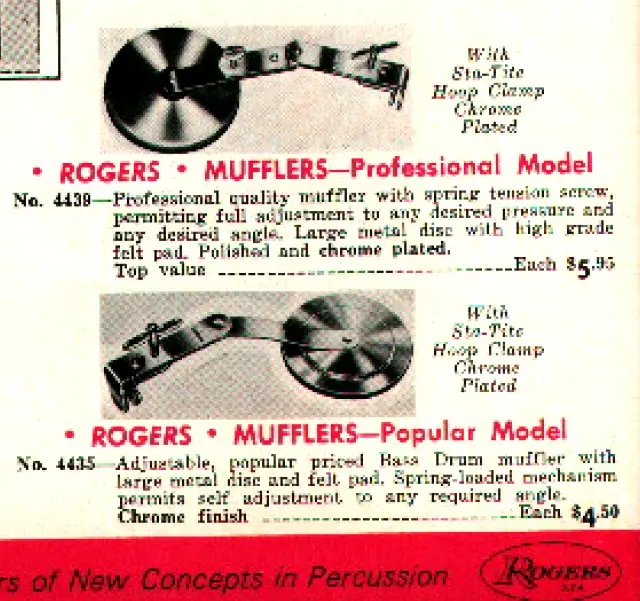 With
Sta-Tite
Hoop Clamp
Chrome
Plated
• ROGERS • MUFFLERS—Professional Model
No. 4439—Professional quality muffler with spring tension screw,
permitting full adjustment to any desired pressure and
any desired angle. Large metal disc with high grade
felt pad. Polished and chrome plated.
Top value ------------------------------Each $5.95
With
Sta-Tite
Hoop Clamp
Chrome
Plated
• ROGERS • MUFFLERS—Popular Model
No. 4435—Adjustable, popular priced Bass Drum muffler with
large metal disc and felt pad. Spring-loaded mechanism
permits self adjustment to any required angle.
Chrome finish --------------------------Each $4.50
rs of New Concepts in Percussion
ROGERS
U.S.A.